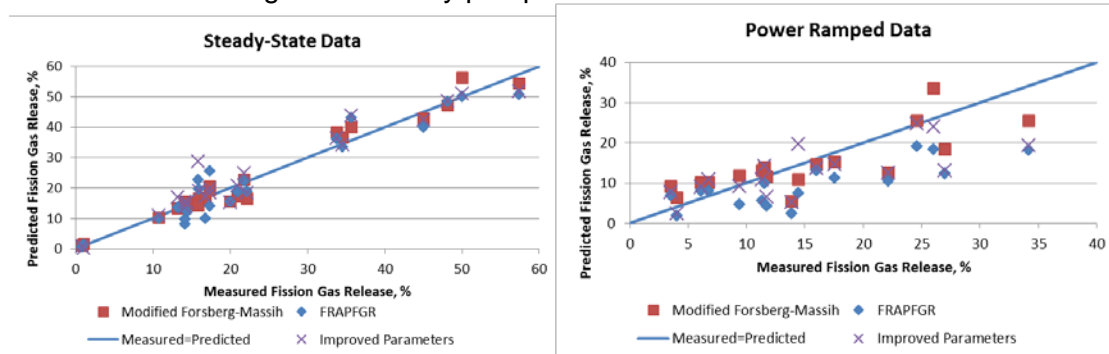 Steady-State Data
Predicted Fission Gas Release, %
60
50
40
30
20
10
0
0 10 20 30 40 50 60
Measured Fission Gas Release, %
Modified Forsberg-Massih FRAPFGR
Measured=Predicted Improved Parameters
Power Ramped Data
Predicted Fission Gas Release, %
40
30
20
10
0
0 5 10 15 20 25 30 35 40
Measured Fission Gas Release, %
Modified Forsberg-Massih FRAPFGR
Measured=Predicted Improved Parameters